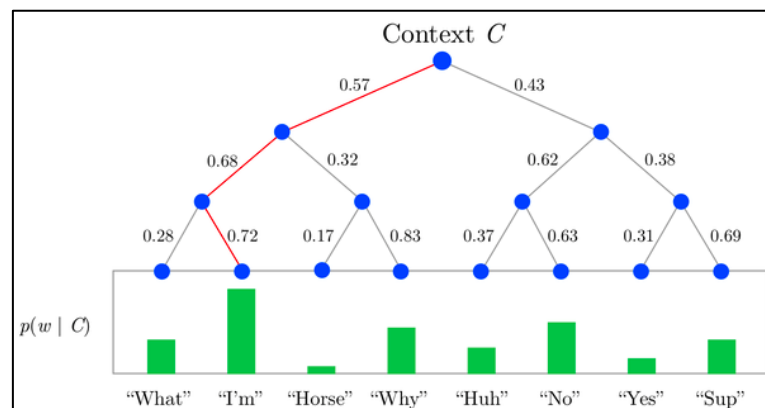 Context C
0.57 0.43
0.68 0.32 0.62 0.38
0.28 0.72 0.17 0.83 0.37 0.63 0.31 0.69
p(w | C)
“What” “I’m” “Horse” “Why” “Huh” “No” “Yes” “Sup”